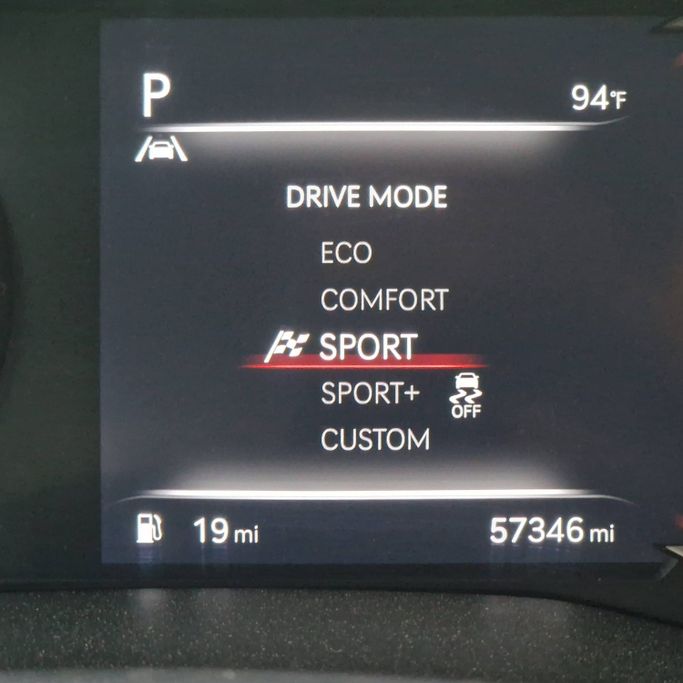 P
94°F
DRIVE MODE
ECO
COMFORT
SPORT
SPORT+
OFF
CUSTOM
19 mi
57346 mi